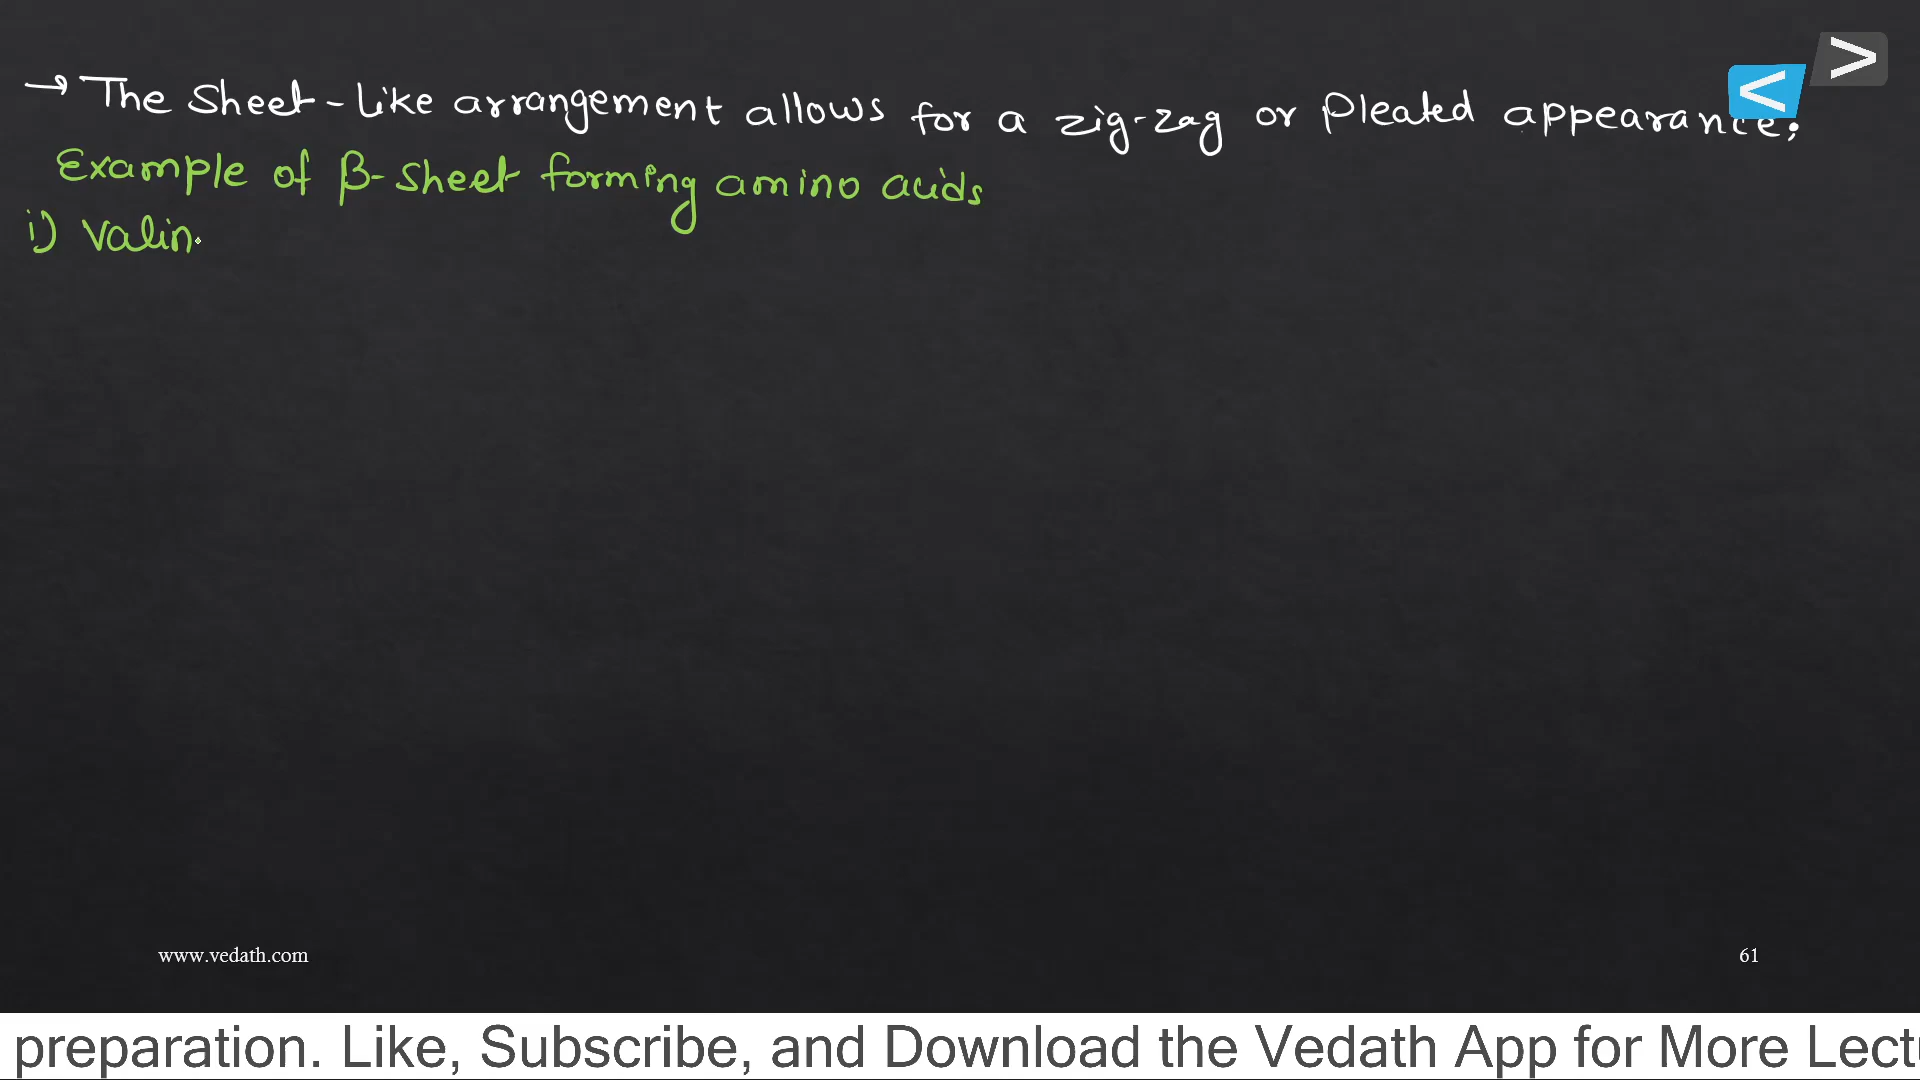 → The sheet-like arrangement allows for a zig-zag or pleated appearance.
Example of β-sheet forming amino acids
i) Valin
www.vedath.com
61
preparation. Like, Subscribe, and Download the Vedath App for More Lect